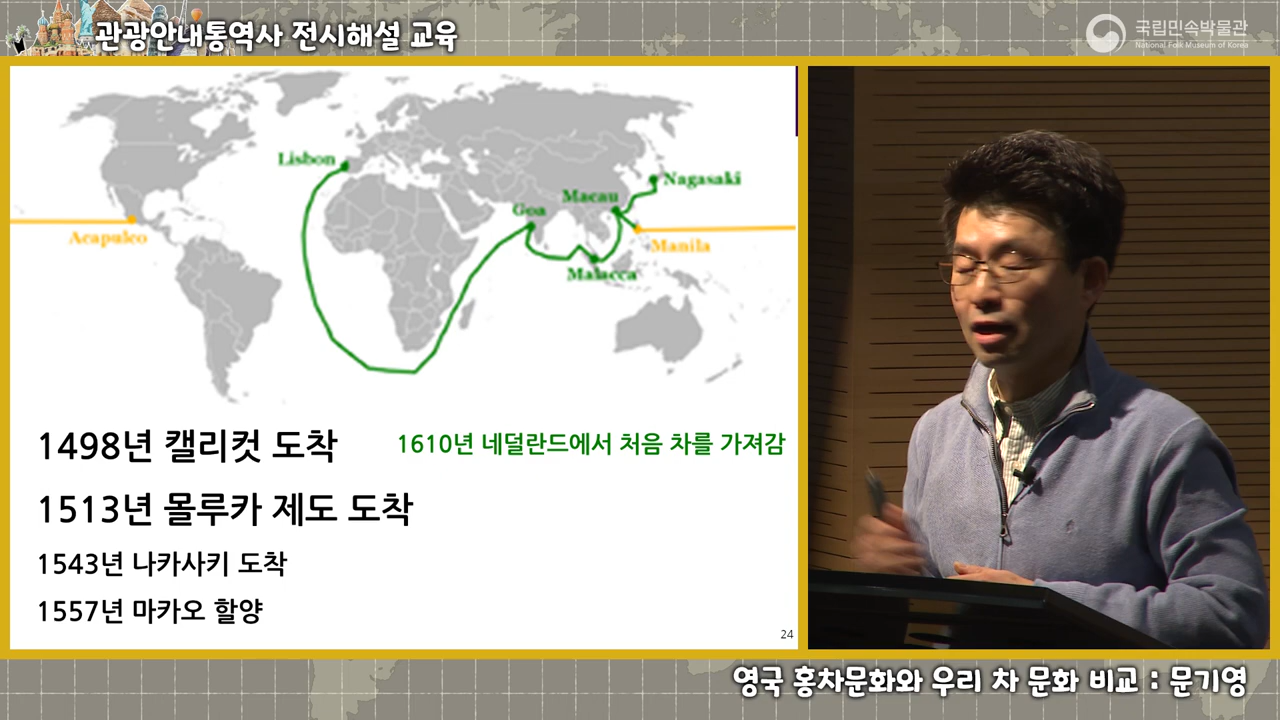 관광안내통역사 전시해설 교육
국립민속박물관
National Folk Museum of Korea
Lisbon
Nagasaki
Macau
Goa
Acapulco
Manila
Malacca
1498년 캘리컷 도착
1610년 네덜란드에서 처음 차를 가져감
1513년 몰루카 제도 도착
1543년 나카사키 도착
1557년 마카오 할양
24
영국 홍차문화와 우리 차 문화 비교 : 문기영